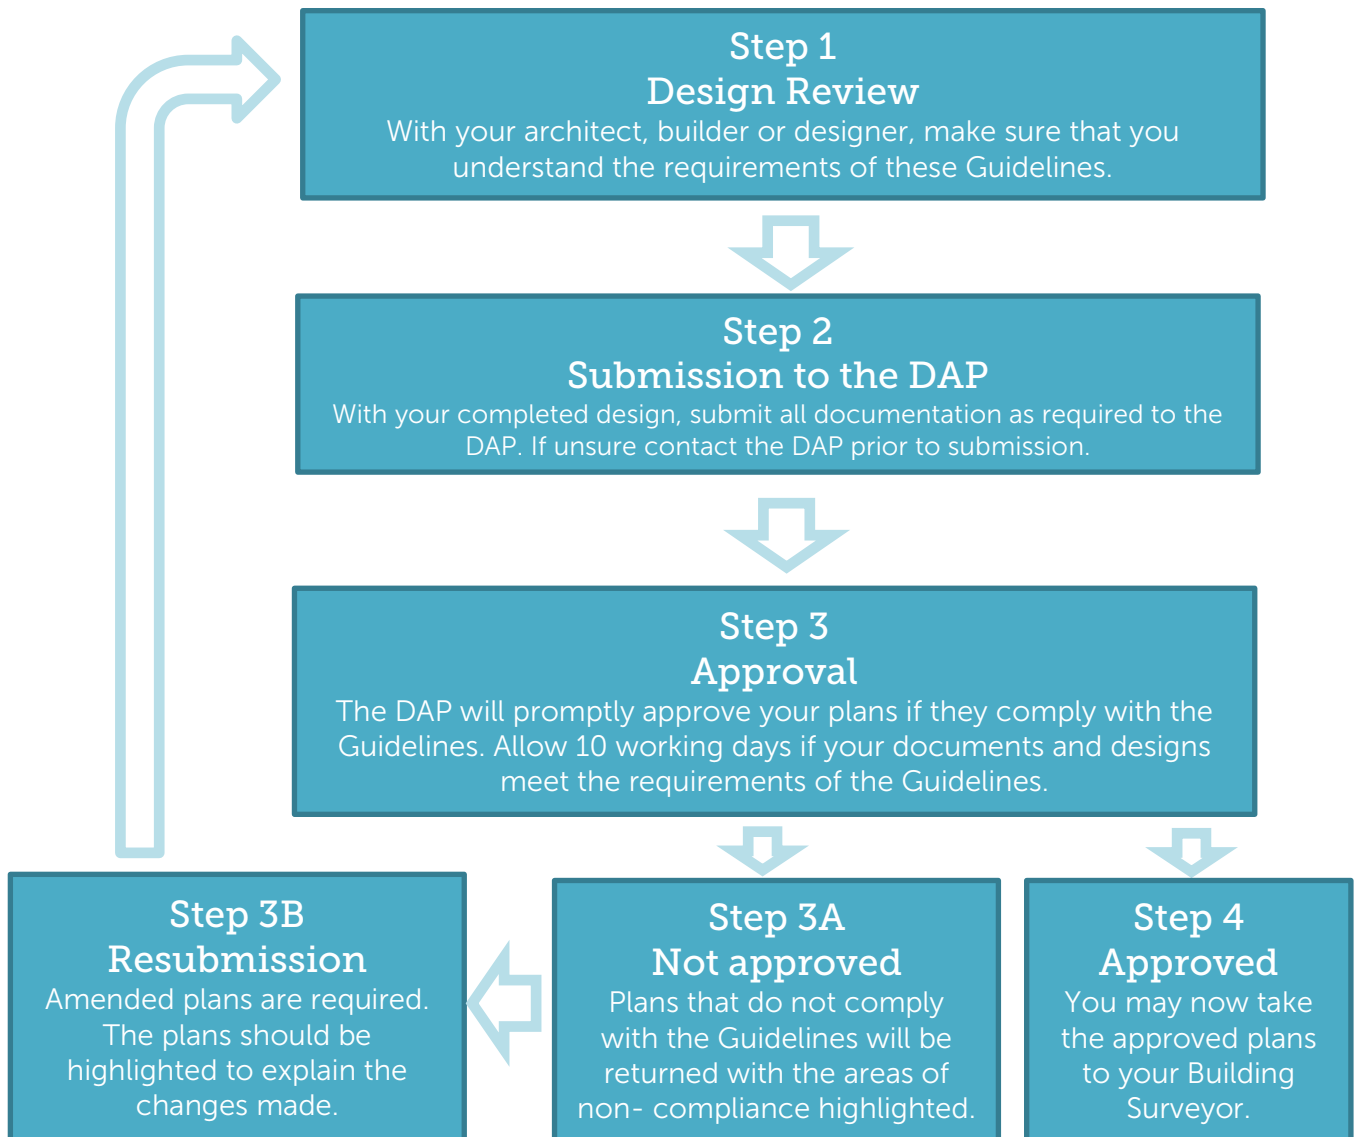 Step 1
Design Review
With your architect, builder or designer, make sure that you
understand the requirements of these Guidelines.
Step 2
Submission to the DAP
With your completed design, submit all documentation as required to the
DAP. If unsure contact the DAP prior to submission.
Step 3
Approval
The DAP will promptly approve your plans if they comply with the
Guidelines. Allow 10 working days if your documents and designs
meet the requirements of the Guidelines.
Step 3B
Resubmission
Amended plans are required.
The plans should be
highlighted to explain the
changes made.
Step 3A
Not approved
Plans that do not comply
with the Guidelines will be
returned with the areas of
non- compliance highlighted.
Step 4
Approved
You may now take
the approved plans
to your Building
Surveyor.